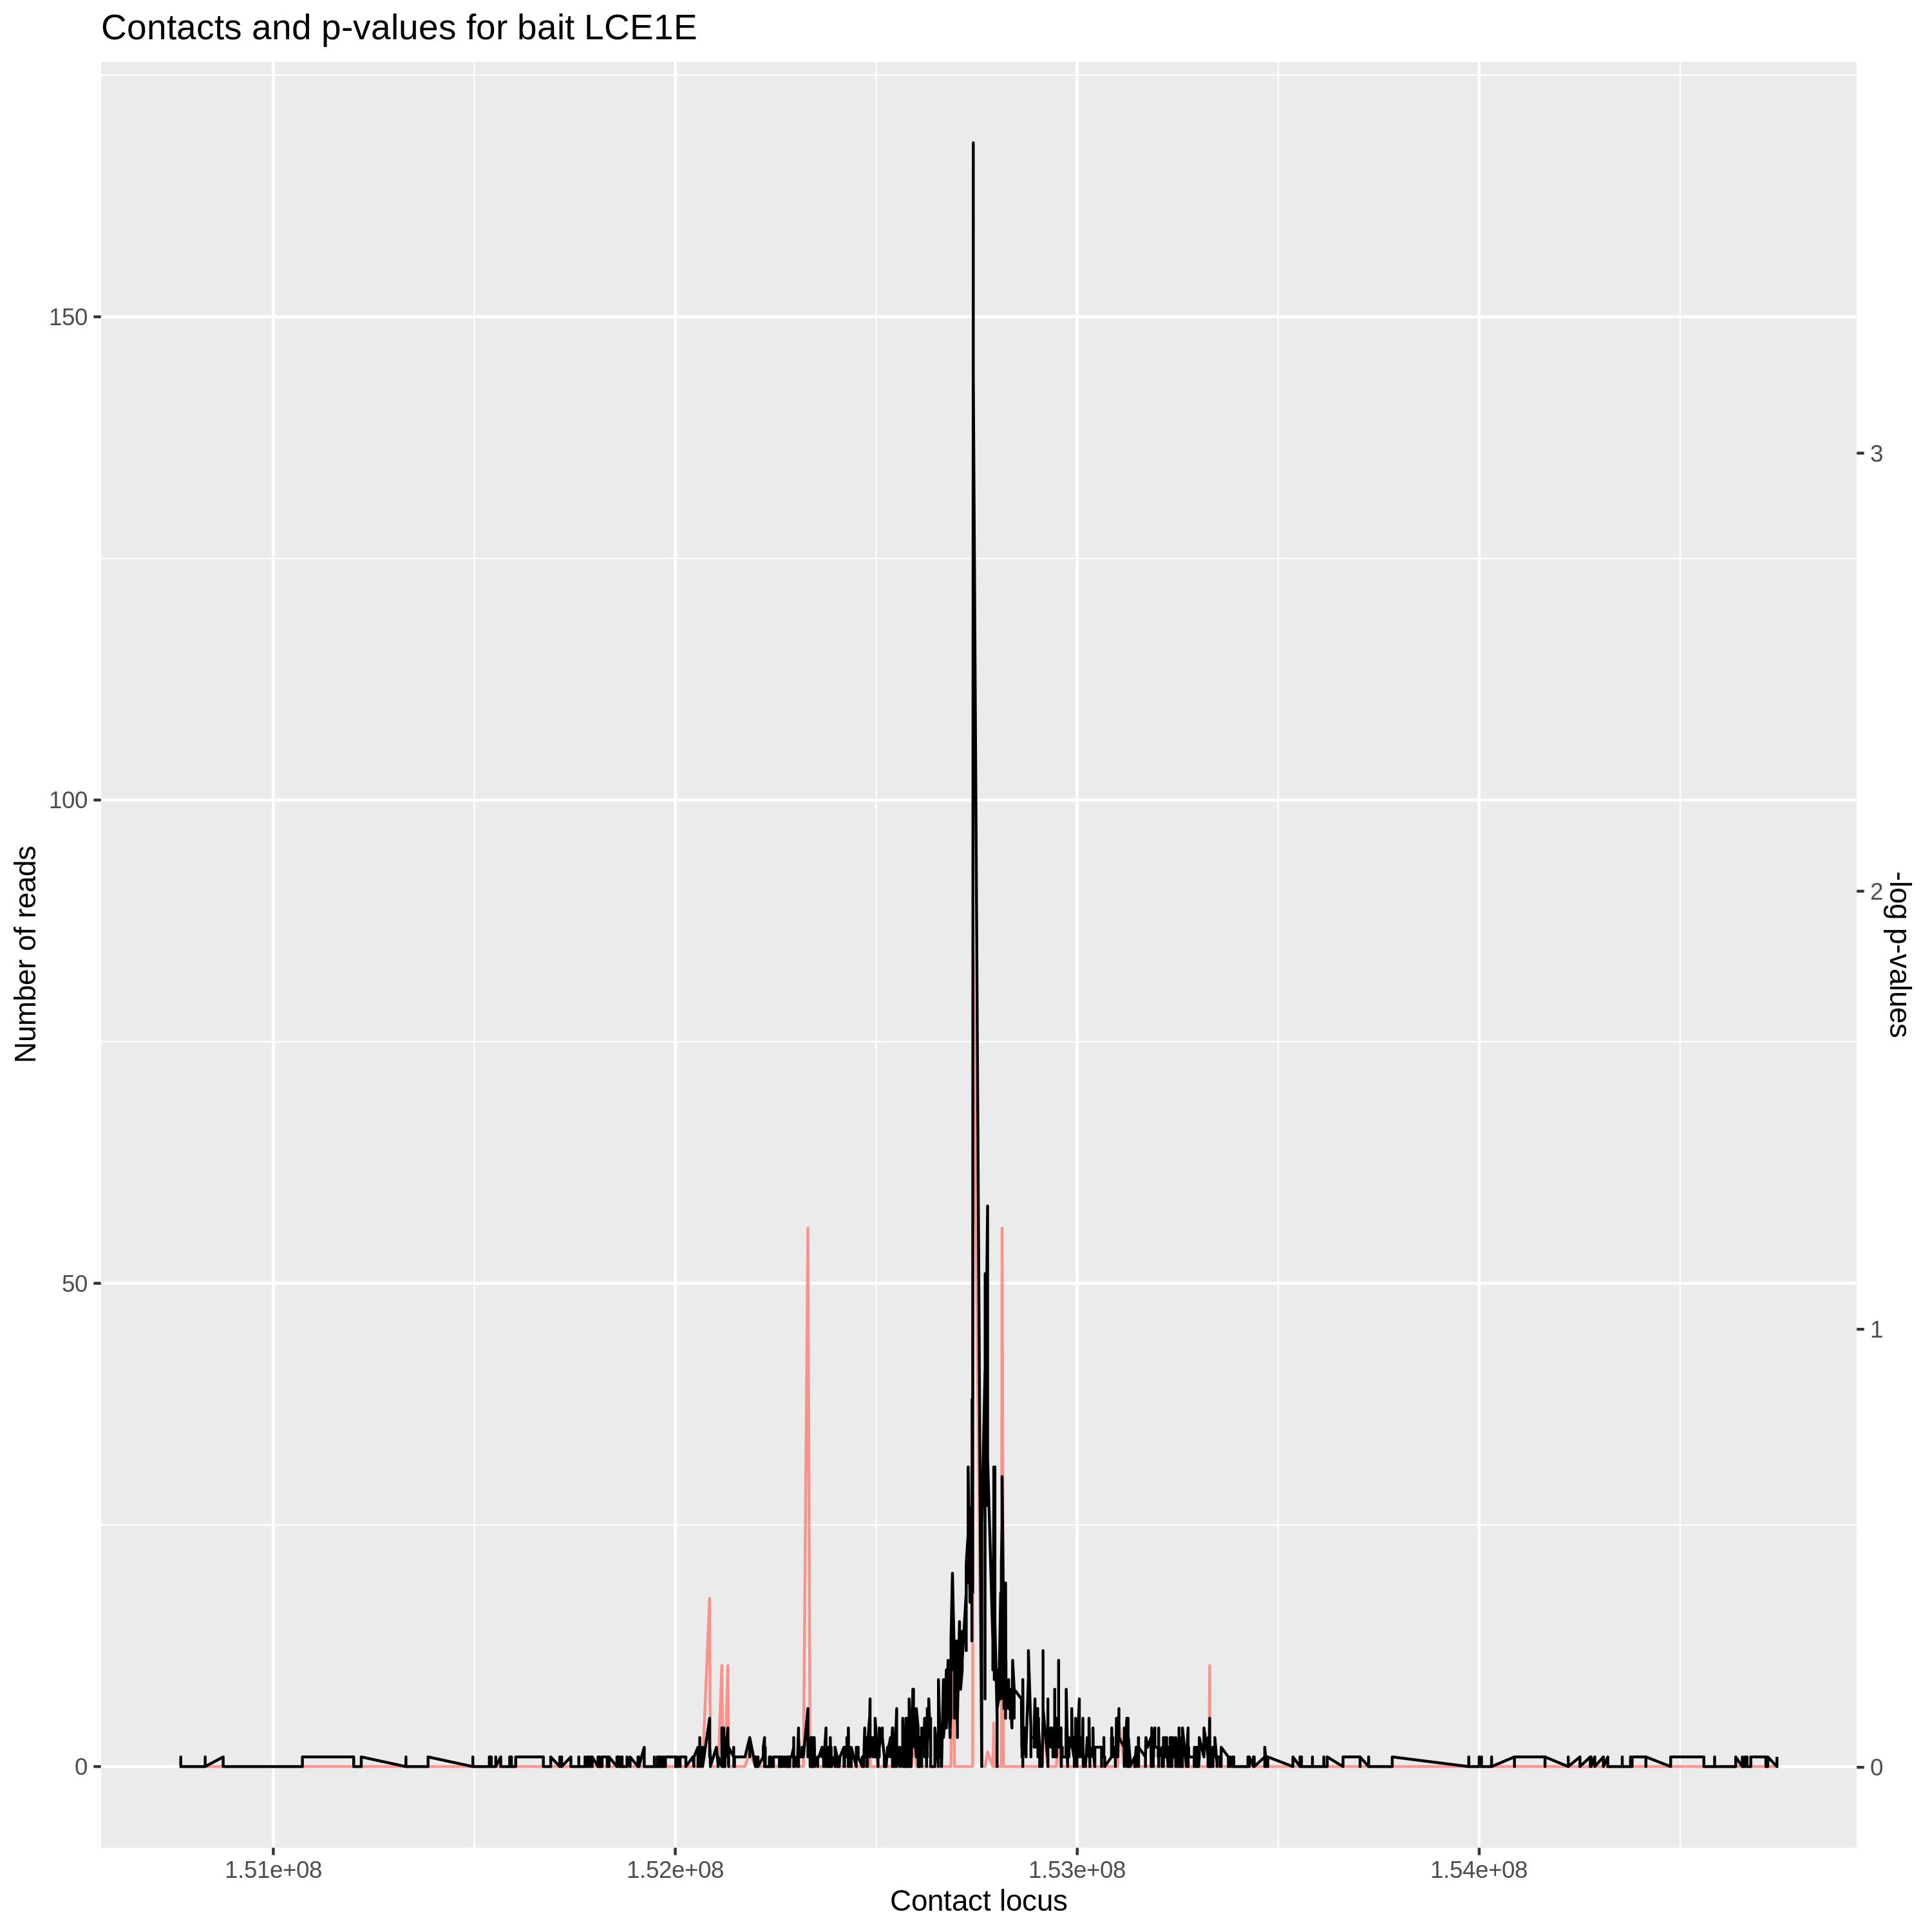 Contacts and p-values for bait LCE1E
Number of reads
150
100
50
0
3
2
1
0
-log p-values
1.51e+08
1.52e+08
1.53e+08
1.54e+08
Contact locus